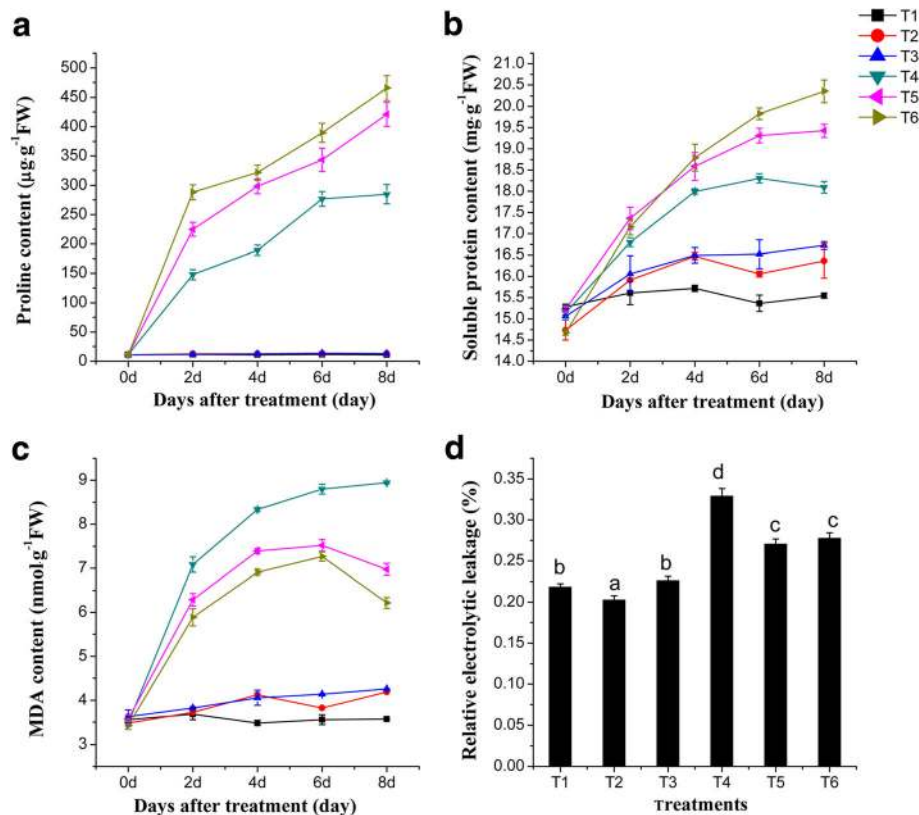 a
Proline content (µg·g⁻¹FW)
500
450
400
350
300
250
200
150
100
50
0
0d 2d 4d 6d 8d
Days after treatment (day)
b
Soluble protein content (mg·g⁻¹FW)
21.0
20.5
20.0
19.5
19.0
18.5
18.0
17.5
17.0
16.5
16.0
15.5
15.0
14.5
14.0
0d 2d 4d 6d 8d
Days after treatment (day)
T1
T2
T3
T4
T5
T6
c
MDA content (nmol·g⁻¹FW)
9
8
7
6
5
4
3
0d 2d 4d 6d 8d
Days after treatment (day)
d
Relative electrolytic leakage (%)
0.35
0.30
0.25
0.20
0.15
0.10
0.05
0.00
b a b d c c
T1 T2 T3 T4 T5 T6
Treatments